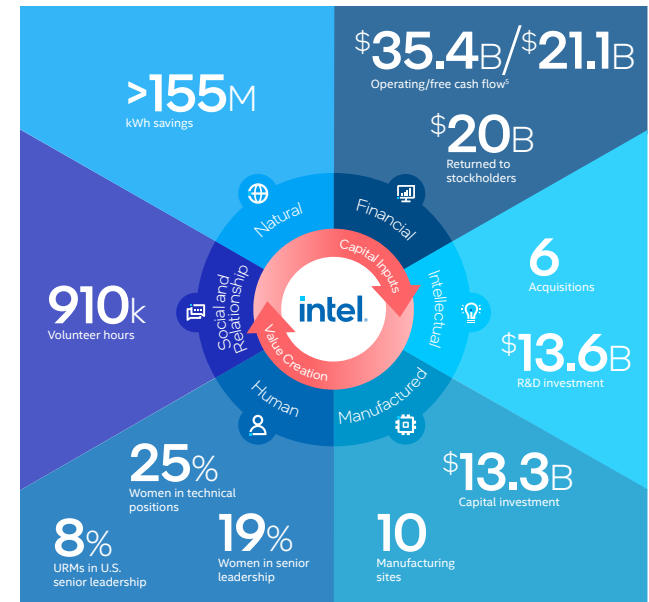 >155M
kWh savings
$35.4B/$21.1B
Operating/free cash flow⁵
$20B
Returned to
stockholders
6
Acquisitions
$13.6B
R&D investment
$13.3B
Capital investment
10
Manufacturing
sites
25%
Women in technical
positions
19%
Women in senior
leadership
8%
URMs in U.S.
senior leadership
910k
Volunteer hours
Natural
Financial
Intellectual
Manufactured
Human
Social and
Relationship
Capital Inputs
Value Creation
intel.